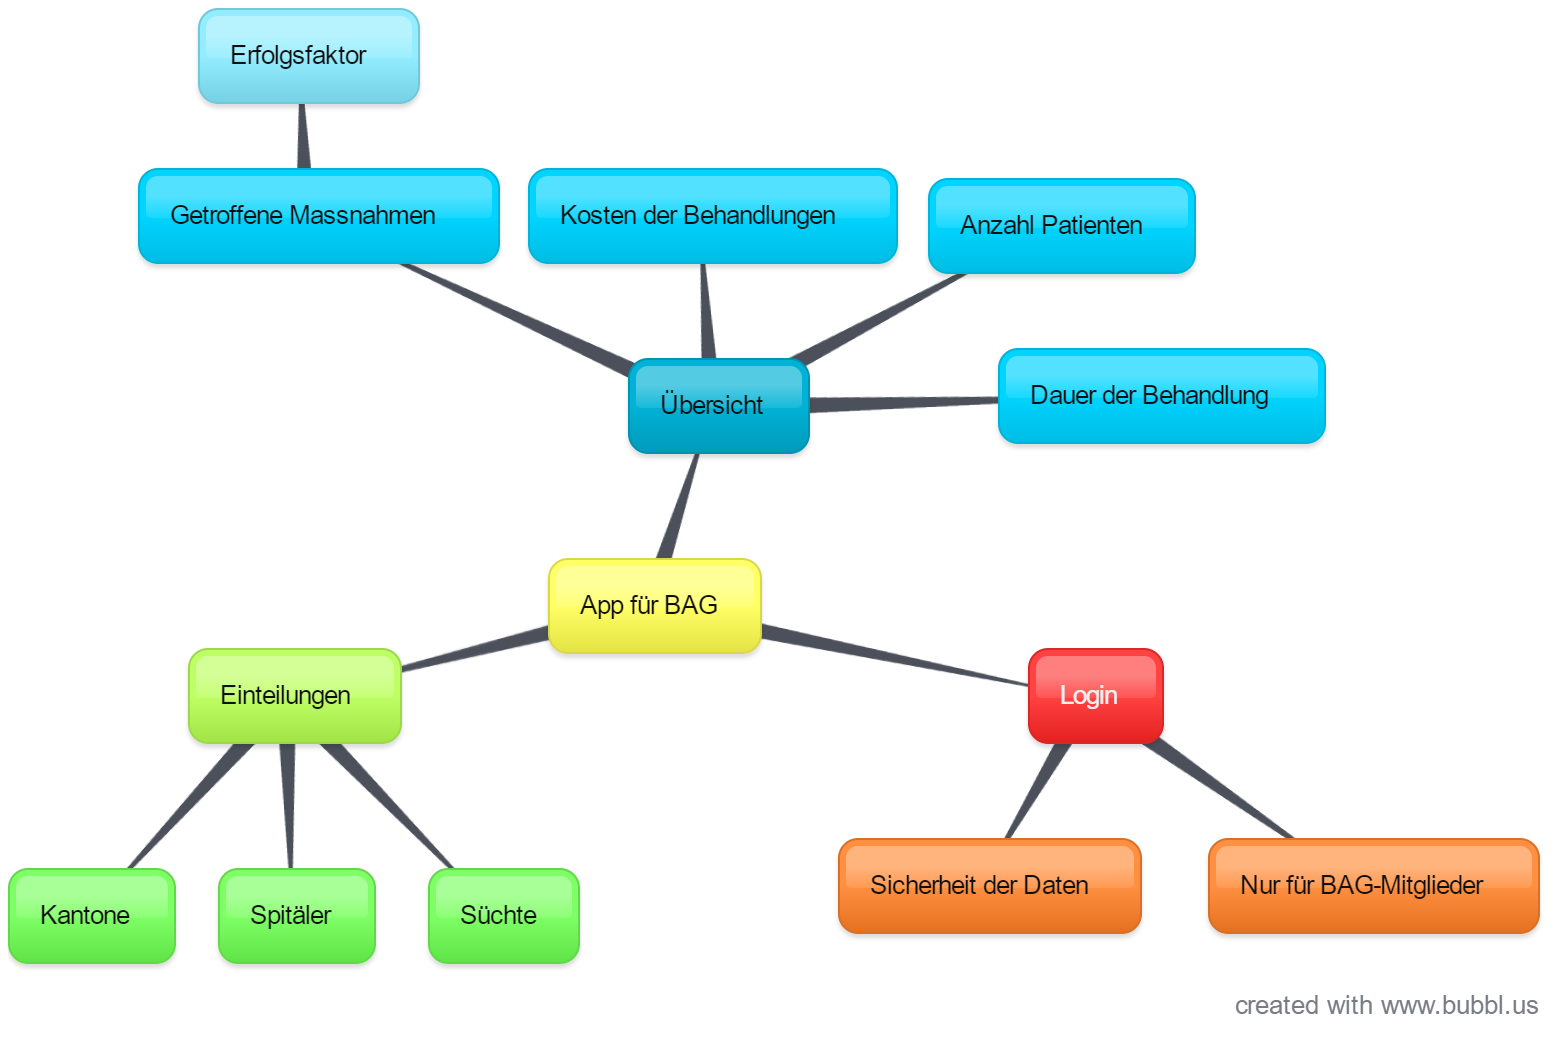 Erfolgsfaktor
Getroffene Massnahmen
Kosten der Behandlungen
Anzahl Patienten
Übersicht
Dauer der Behandlung
App für BAG
Einteilungen
Login
Kantone
Spitäler
Süchte
Sicherheit der Daten
Nur für BAG-Mitglieder
created with www.bubbl.us